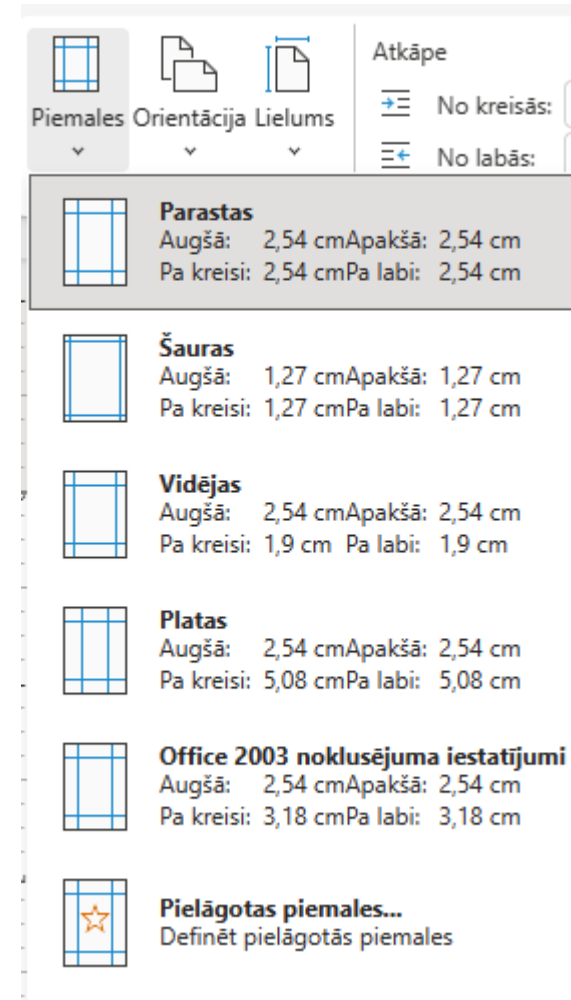 Piemales Orientācija Lielums
Atkāpe
No kreisās:
No labās:
Parastas
Augšā: 2,54 cmApakšā: 2,54 cm
Pa kreisi: 2,54 cmPa labi: 2,54 cm
Šauras
Augšā: 1,27 cmApakšā: 1,27 cm
Pa kreisi: 1,27 cmPa labi: 1,27 cm
Vidējas
Augšā: 2,54 cmApakšā: 2,54 cm
Pa kreisi: 1,9 cm Pa labi: 1,9 cm
Platas
Augšā: 2,54 cmApakšā: 2,54 cm
Pa kreisi: 5,08 cmPa labi: 5,08 cm
Office 2003 noklusējuma iestatījumi
Augšā: 2,54 cmApakšā: 2,54 cm
Pa kreisi: 3,18 cmPa labi: 3,18 cm
Pielāgotas piemales...
Definēt pielāgotās piemales